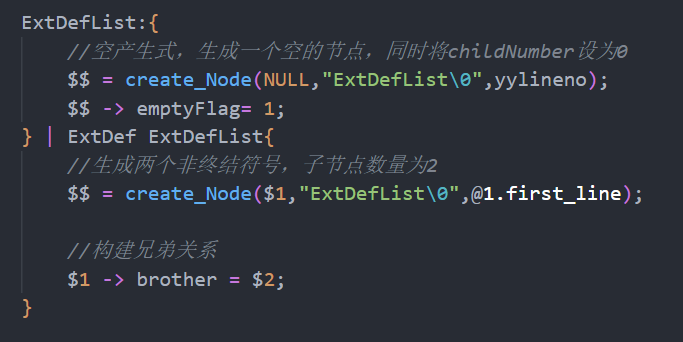 ExtDefList:{
//空产生式，生成一个空的节点，同时将childNumber设为0
$$ = create_Node(NULL,"ExtDefList\0",yylineno);
$$ -> emptyFlag= 1;
} | ExtDef ExtDefList{
//生成两个非终结符号，子节点数量为2
$$ = create_Node($1,"ExtDefList\0",@1.first_line);
//构建兄弟关系
$1 -> brother = $2;
}